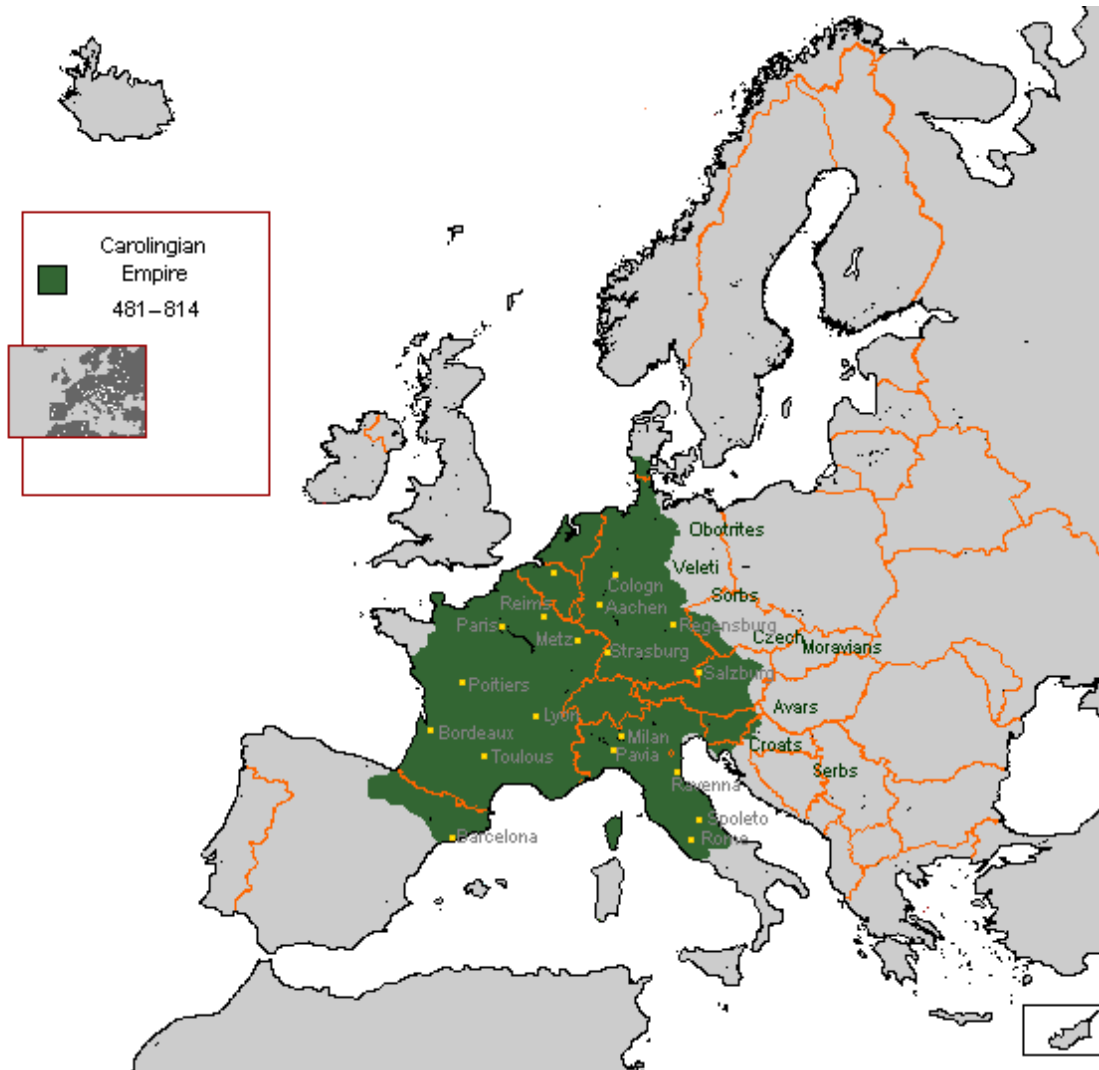 Carolingian
Empire
481–814
Obotrites
Veleti
Cologn
Sorbs
Reims
Aachen
Paris
Regensburg
Metz
Czech
Moravians
Strasburg
Salzburg
Poitiers
Avars
Lyon
Bordeaux
Milan
Croats
Toulous
Pavia
Serbs
Ravenna
Spoleto
Barcelona
Rome